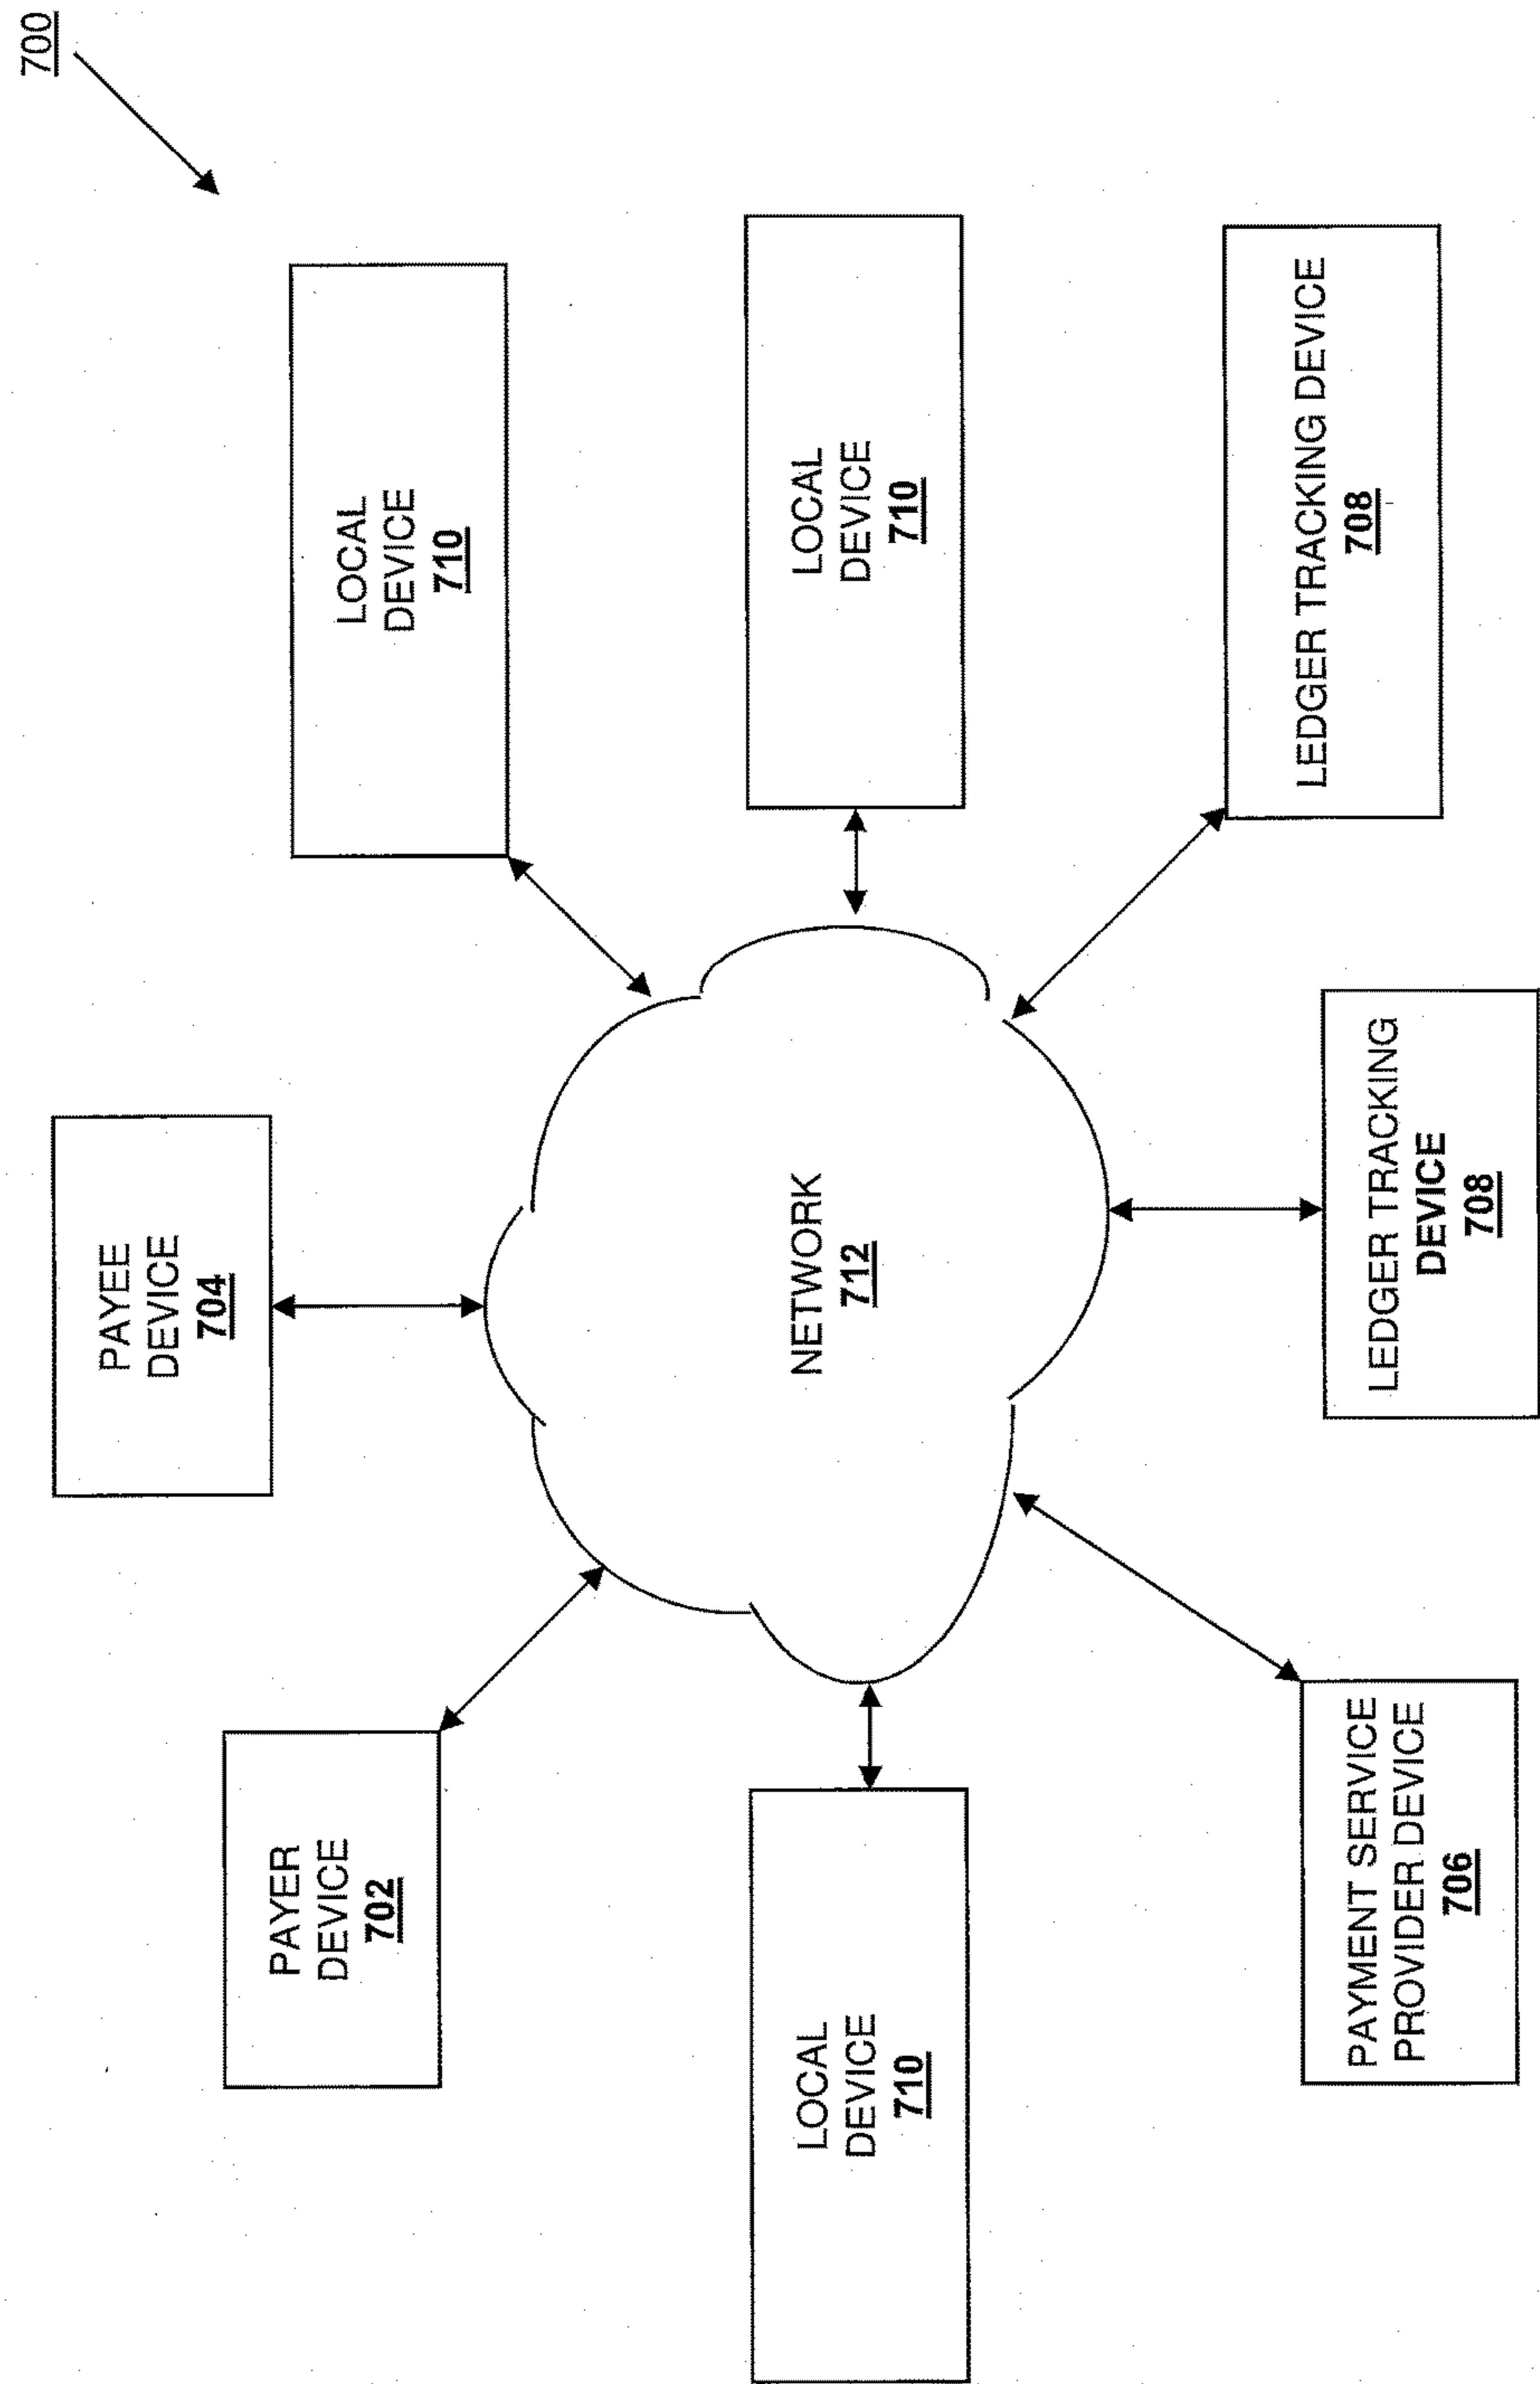 700
PAYER
DEVICE
702
PAYEE
DEVICE
704
LOCAL
DEVICE
710
LOCAL
DEVICE
710
NETWORK
712
LOCAL
DEVICE
710
PAYMENT SERVICE
PROVIDER DEVICE
706
LEDGER TRACKING
DEVICE
708
LEDGER TRACKING DEVICE
708